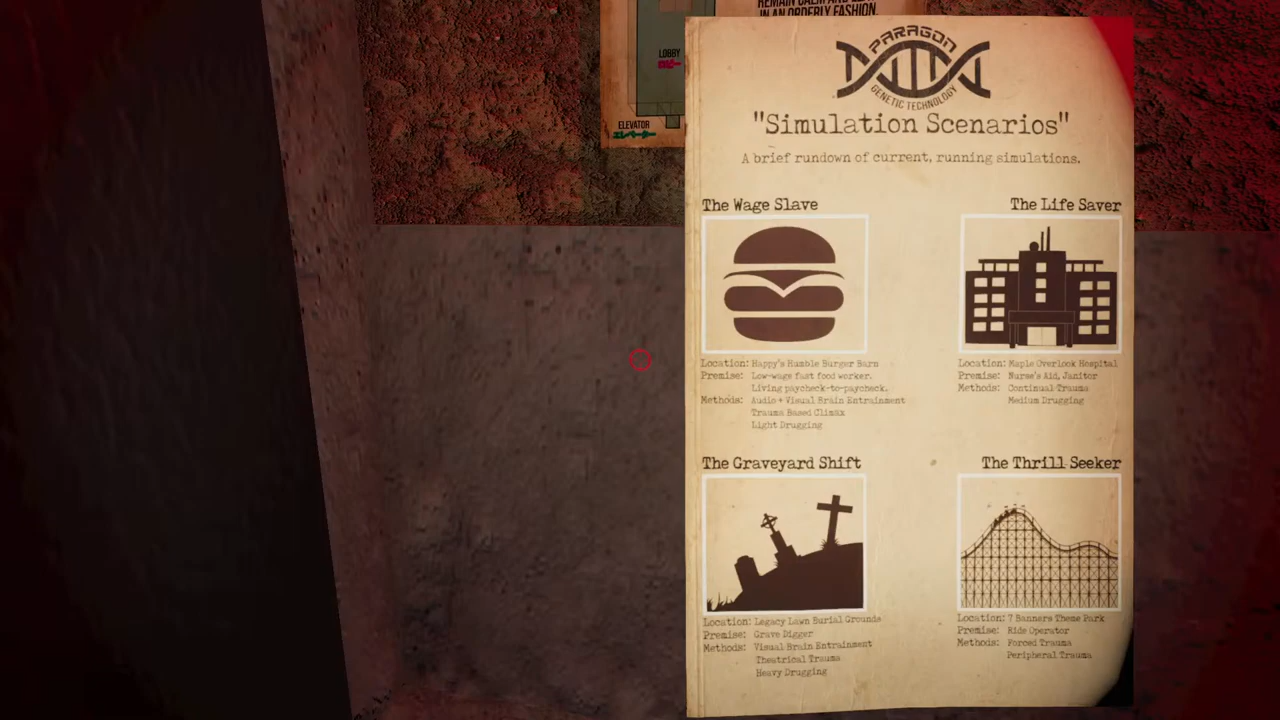 REMAIN CALM AND
IN AN ORDERLY FASHION.
LOBBY
ロビー
ELEVATOR
エレベーター
PARAGON
GENETIC TECHNOLOGY
"Simulation Scenarios"
A brief rundown of current, running simulations.
The Wage Slave
Location: Happy's Humble Burger Barn
Premise: Low-wage fast food worker.
Living paycheck-to-paycheck.
Methods: Audio + Visual Brain Entrainment
Trauma Based Climax
Light Drugging
The Life Saver
Location: Maple Overlook Hospital
Premise: Nurse's Aid, Janitor
Methods: Continual Trauma
Medium Drugging
The Graveyard Shift
Location: Legacy Lawn Burial Grounds
Premise: Grave Digger
Methods: Visual Brain Entrainment
Theatrical Trauma
Heavy Drugging
The Thrill Seeker
Location: 7 Banners Theme Park
Premise: Ride Operator
Methods: Forced Trauma
Peripheral Trauma